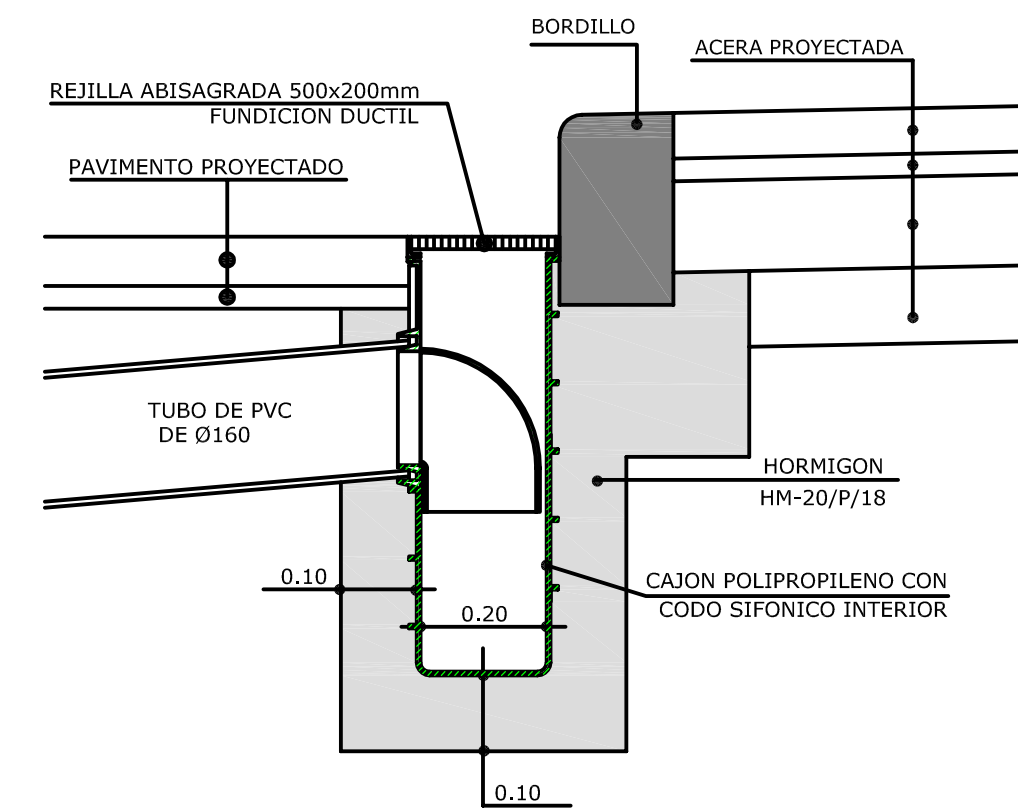 BORDILLO
ACERA PROYECTADA
REJILLA ABISAGRADA 500x200mm
FUNDICION DUCTIL
PAVIMENTO PROYECTADO
TUBO DE PVC
DE Ø160
HORMIGON
HM-20/P/18
0.10
0.20
CAJON POLIPROPILENO CON
CODO SIFONICO INTERIOR
0.10